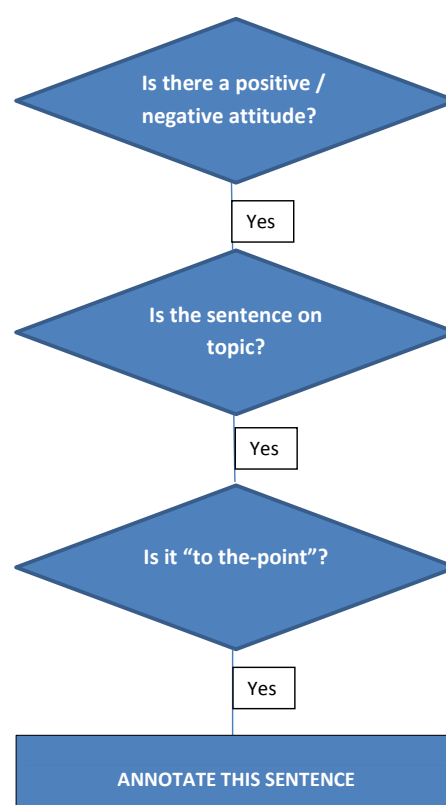 Is there a positive /
negative attitude?
Yes
Is the sentence on
topic?
Yes
Is it “to the-point”?
Yes
ANNOTATE THIS SENTENCE